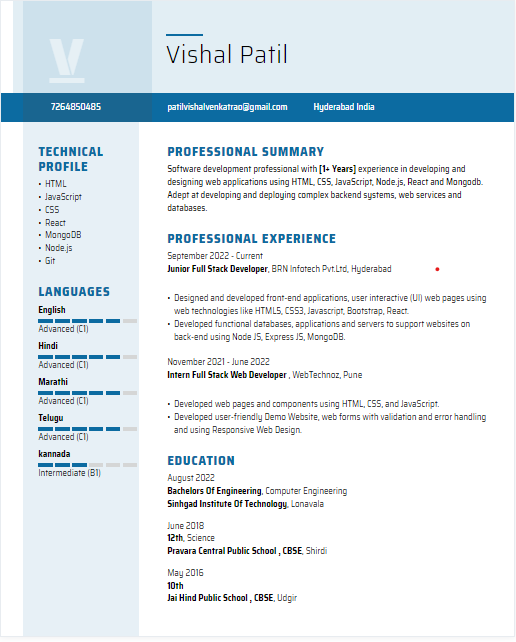 V
Vishal Patil
7264850485 patilvishalvenkatrao@gmail.com Hyderabad India
TECHNICAL
PROFILE
• HTML
• JavaScript
• CSS
• React
• MongoDB
• Node.js
• Git
LANGUAGES
English
Advanced (C1)
Hindi
Advanced (C1)
Marathi
Advanced (C1)
Telugu
Advanced (C1)
kannada
Intermediate (B1)
PROFESSIONAL SUMMARY
Software development professional with [1+ Years] experience in developing and
designing web applications using HTML, CSS, JavaScript, Node.js, React and Mongodb.
Adept at developing and deploying complex backend systems, web services and
databases.
PROFESSIONAL EXPERIENCE
September 2022 - Current
Junior Full Stack Developer, BRN Infotech Pvt.Ltd, Hyderabad
• Designed and developed front-end applications, user interactive (UI) web pages using
web technologies like HTML5, CSS3, Javascript, Bootstrap, React.
• Developed functional databases, applications and servers to support websites on
back-end using Node JS, Express JS, MongoDB.
November 2021 - June 2022
Intern Full Stack Web Developer , WebTechnoz, Pune
• Developed web pages and components using HTML, CSS, and JavaScript.
• Developed user-friendly Demo Website, web forms with validation and error handling
and using Responsive Web Design.
EDUCATION
August 2022
Bachelors Of Engineering, Computer Engineering
Sinhgad Institute Of Technology, Lonavala
June 2018
12th, Science
Pravara Central Public School , CBSE, Shirdi
May 2016
10th
Jai Hind Public School , CBSE, Udgir